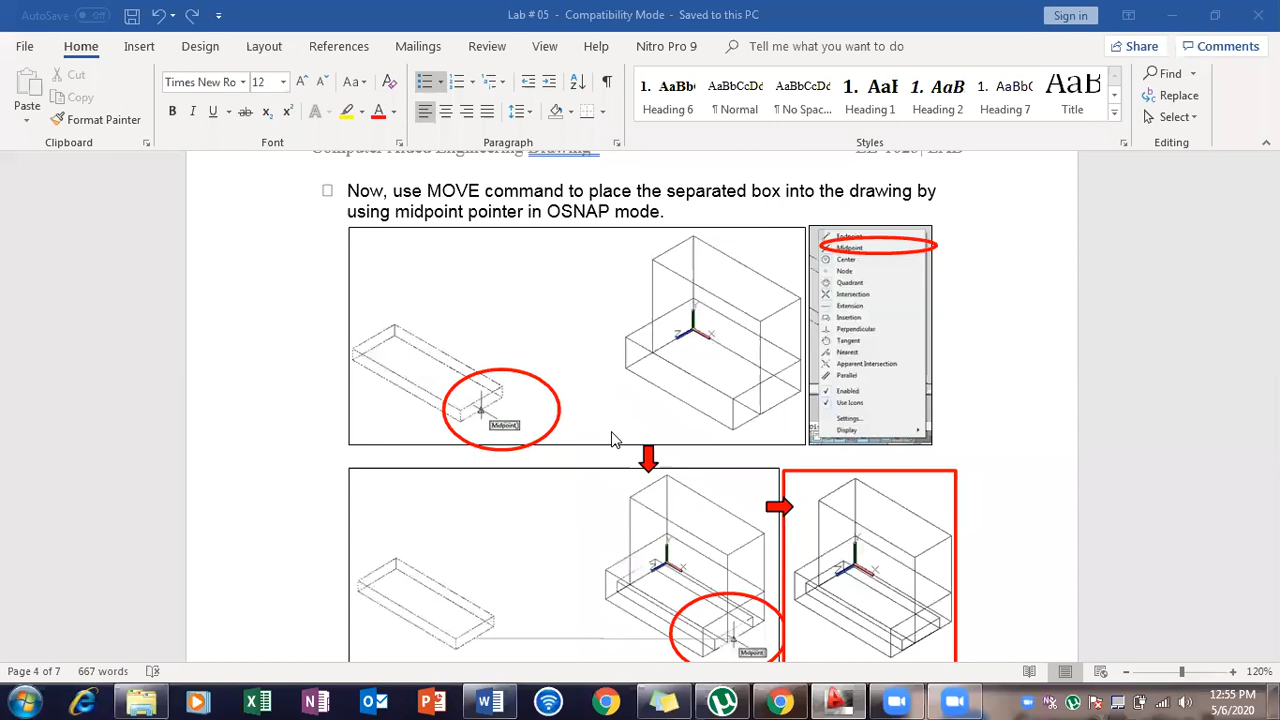 AutoSave Off
Lab # 05 - Compatibility Mode - Saved to this PC
Sign in
File Home Insert Design Layout References Mailings Review View Help Nitro Pro 9 Tell me what you want to do
Share Comments
Paste
Cut
Copy
Format Painter
Clipboard
Times New Ro 12
Font
Paragraph
1. AaBb( AaBbCcDc AaBbCcDd 1. AaI 1. AaB AaBbCcDd AaB
Heading 6 ¶ Normal ¶ No Spac... Heading 1 Heading 2 Heading 7 Title
Styles
Find
Replace
Select
Editing
Computer Aided Engineering Drawing
Now, use MOVE command to place the separated box into the drawing by
using midpoint pointer in OSNAP mode.
Endpoint
Midpoint
Center
Node
Quadrant
Intersection
Extension
Insertion
Perpendicular
Tangent
Nearest
Apparent Intersection
Parallel
Enabled
Use Icons
Settings...
Display
Z X
Midpoint
X
Midpoint
X
Page 4 of 7 667 words
120%
12:55 PM
5/6/2020